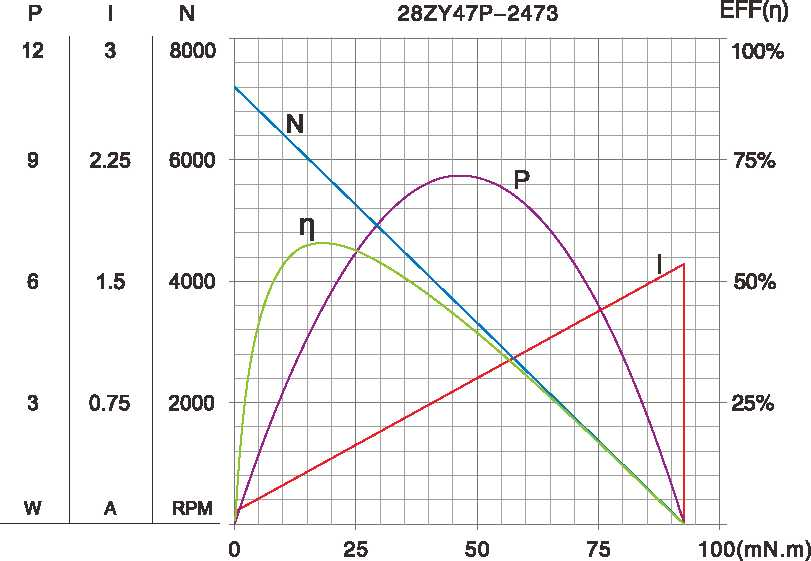 P I N 28ZY47P-2473 EFF(η)
12 3 8000 100%
N
9 2.25 6000 75%
P
η
I
6 1.5 4000 50%
3 0.75 2000 25%
W A RPM
0 25 50 75 100(mN.m)